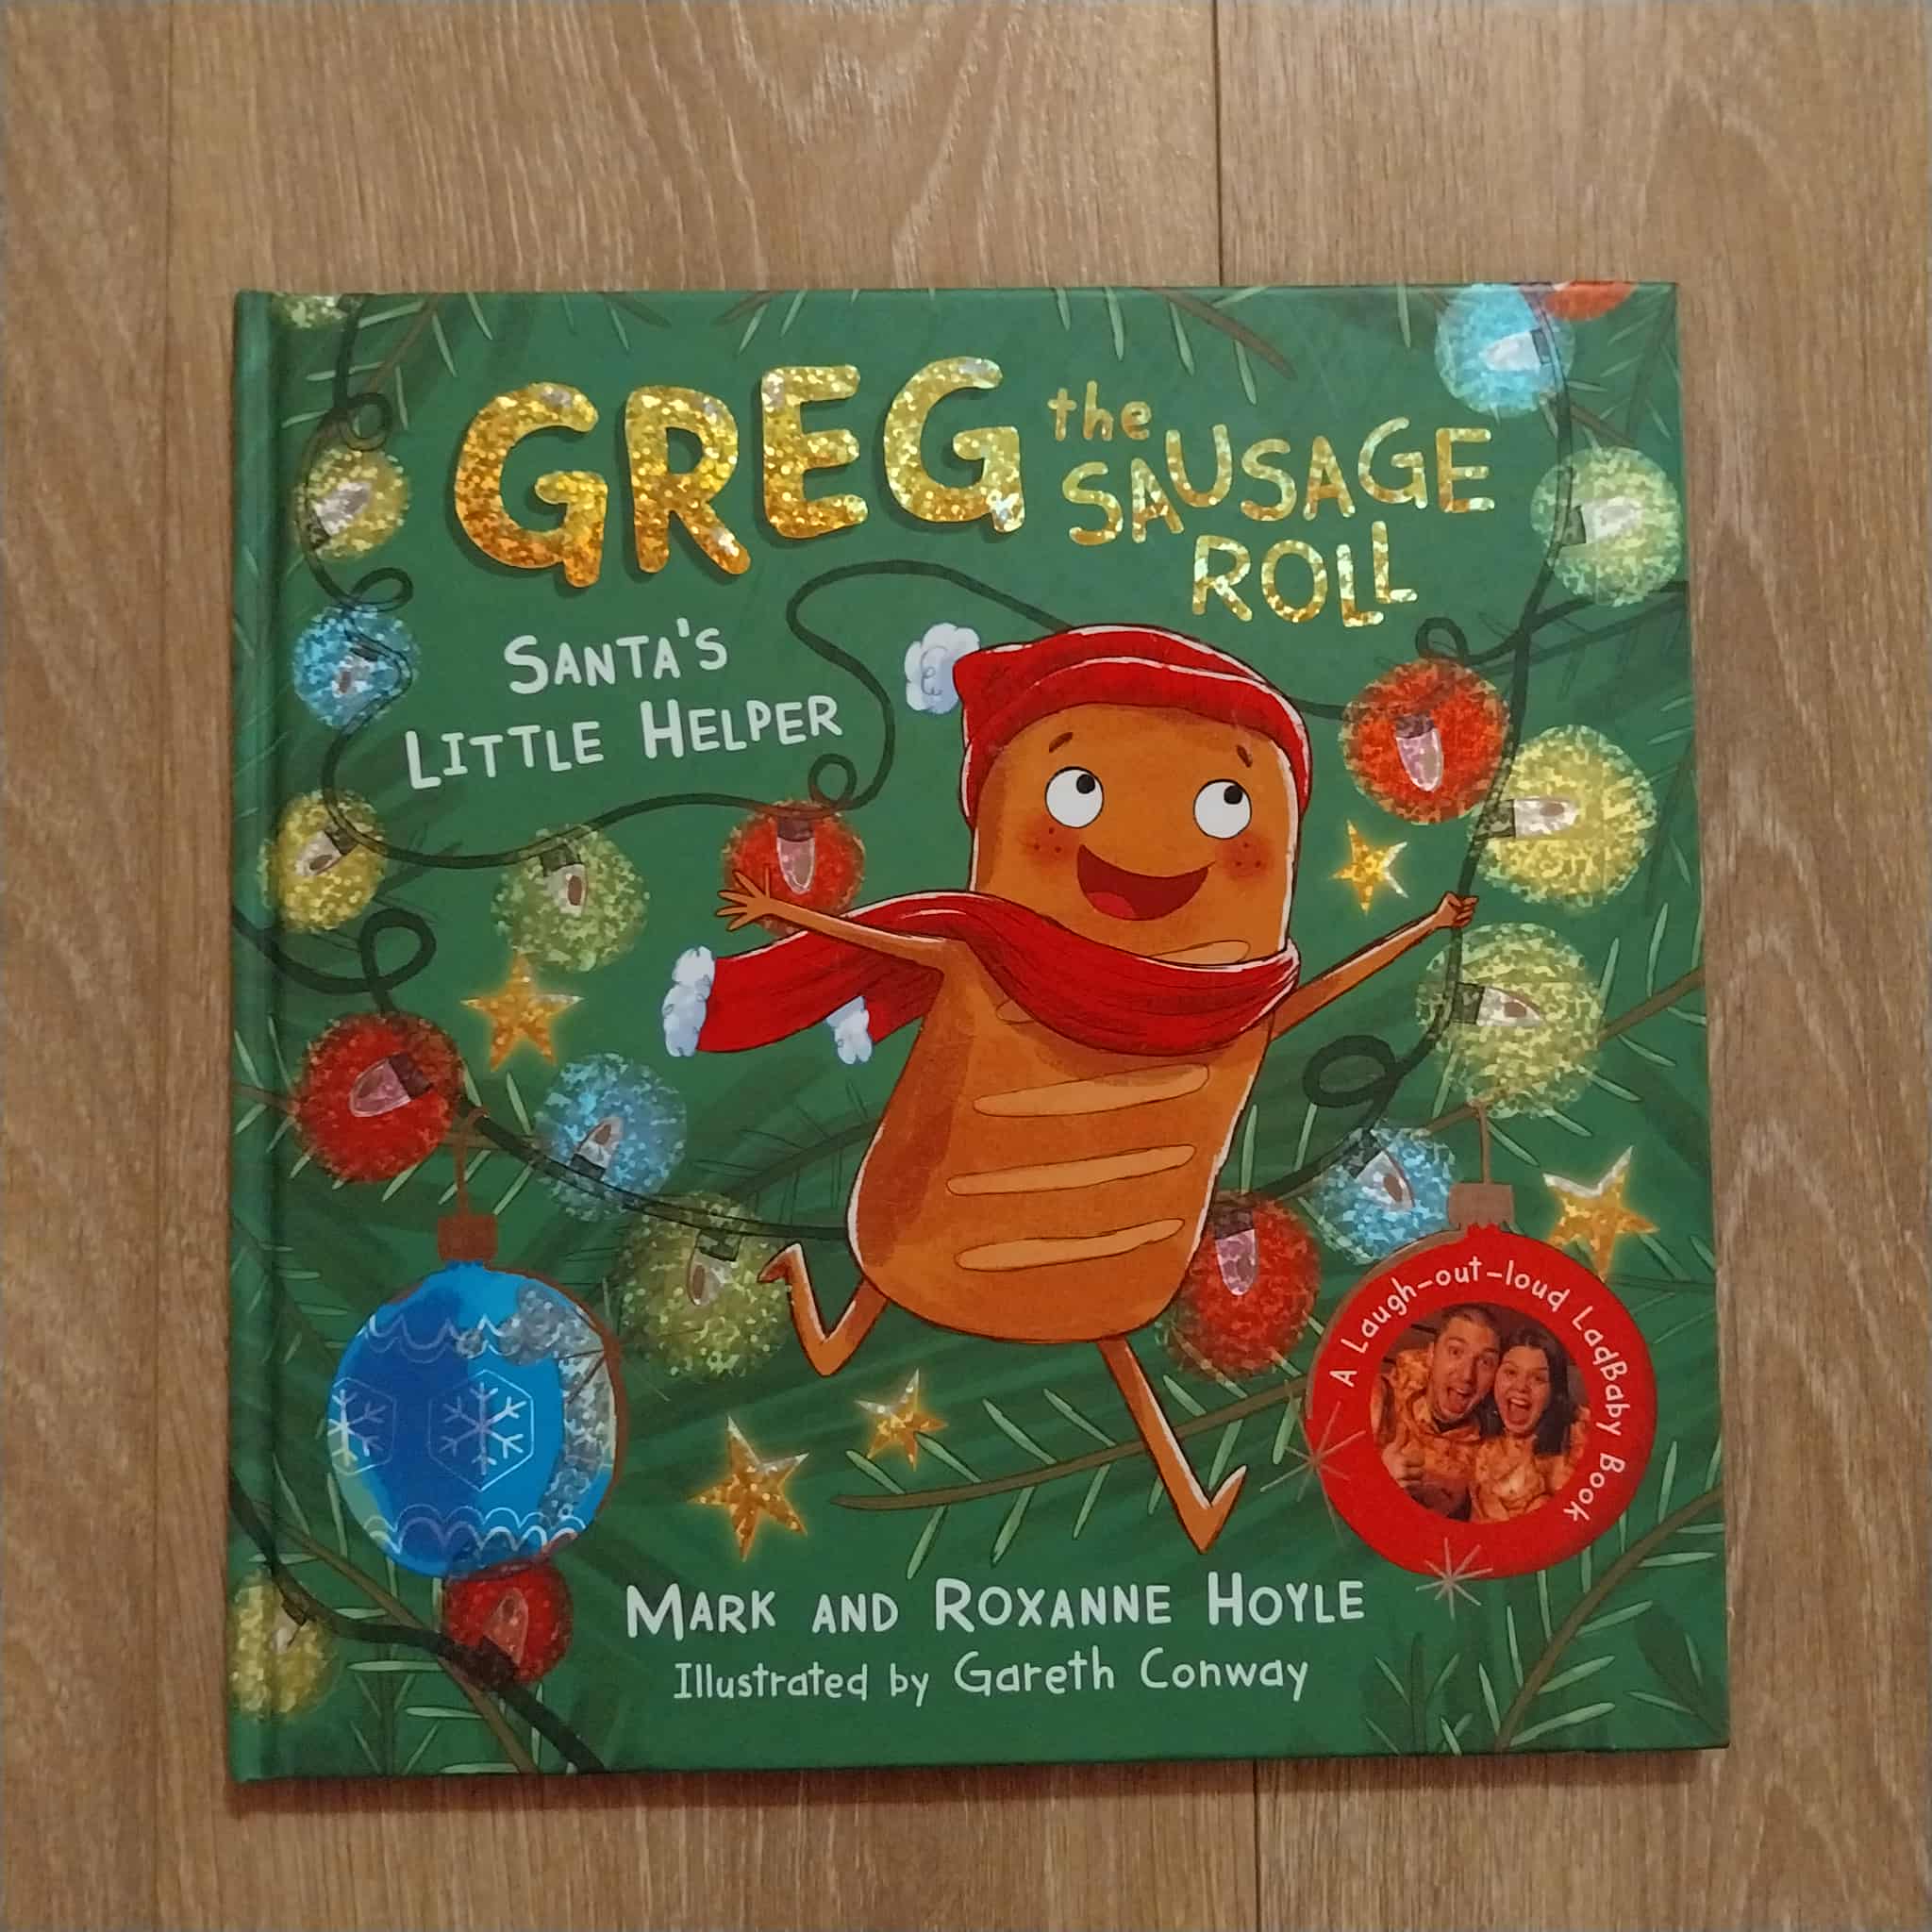 GREG the
SAUSAGE
ROLL
SANTA'S
LITTLE HELPER
A Laugh-out-loud LadBaby Book
MARK AND ROXANNE HOYLE
Illustrated by Gareth Conway